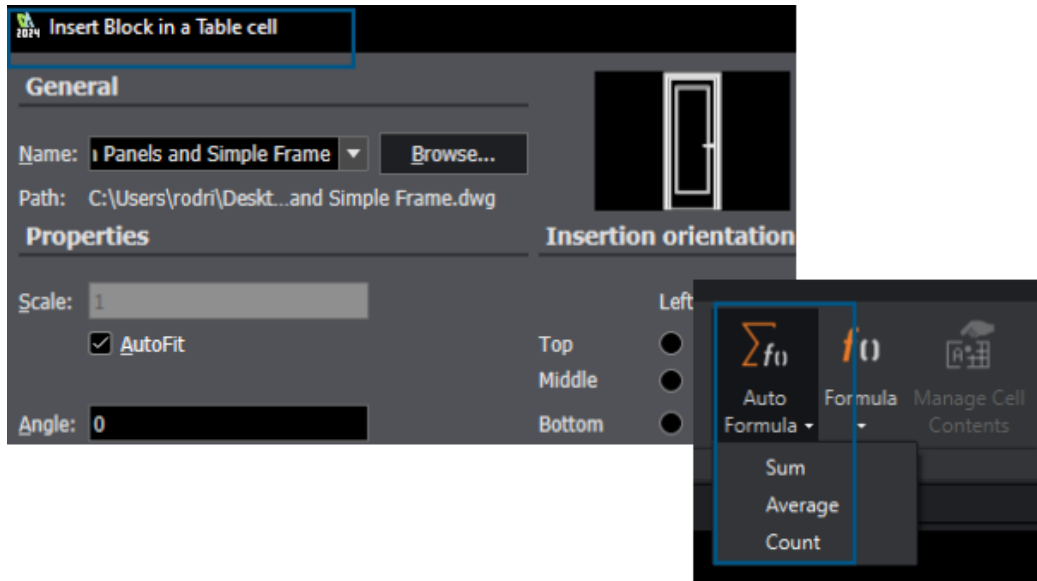 2024 Insert Block in a Table cell
General
Name: Panels and Simple Frame Browse...
Path: C:\Users\rodri\Deskt...and Simple Frame.dwg
Properties Insertion orientation
Scale: 1 Left
AutoFit Top
Middle
Angle: 0 Bottom
∑f() f()
Auto Formula Manage Cell
Formula Contents
Sum
Average
Count